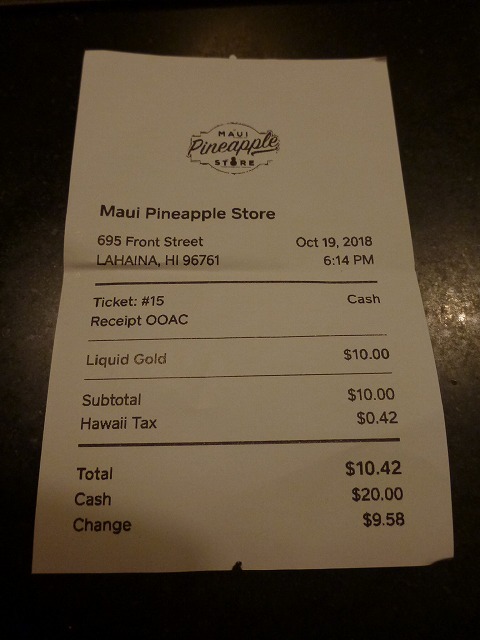 MAUI
Pineapple
STORE
Maui Pineapple Store
695 Front Street Oct 19, 2018
LAHAINA, HI 96761 6:14 PM
Ticket: #15 Cash
Receipt OOAC
Liquid Gold $10.00
Subtotal $10.00
Hawaii Tax $0.42
Total $10.42
Cash $20.00
Change $9.58